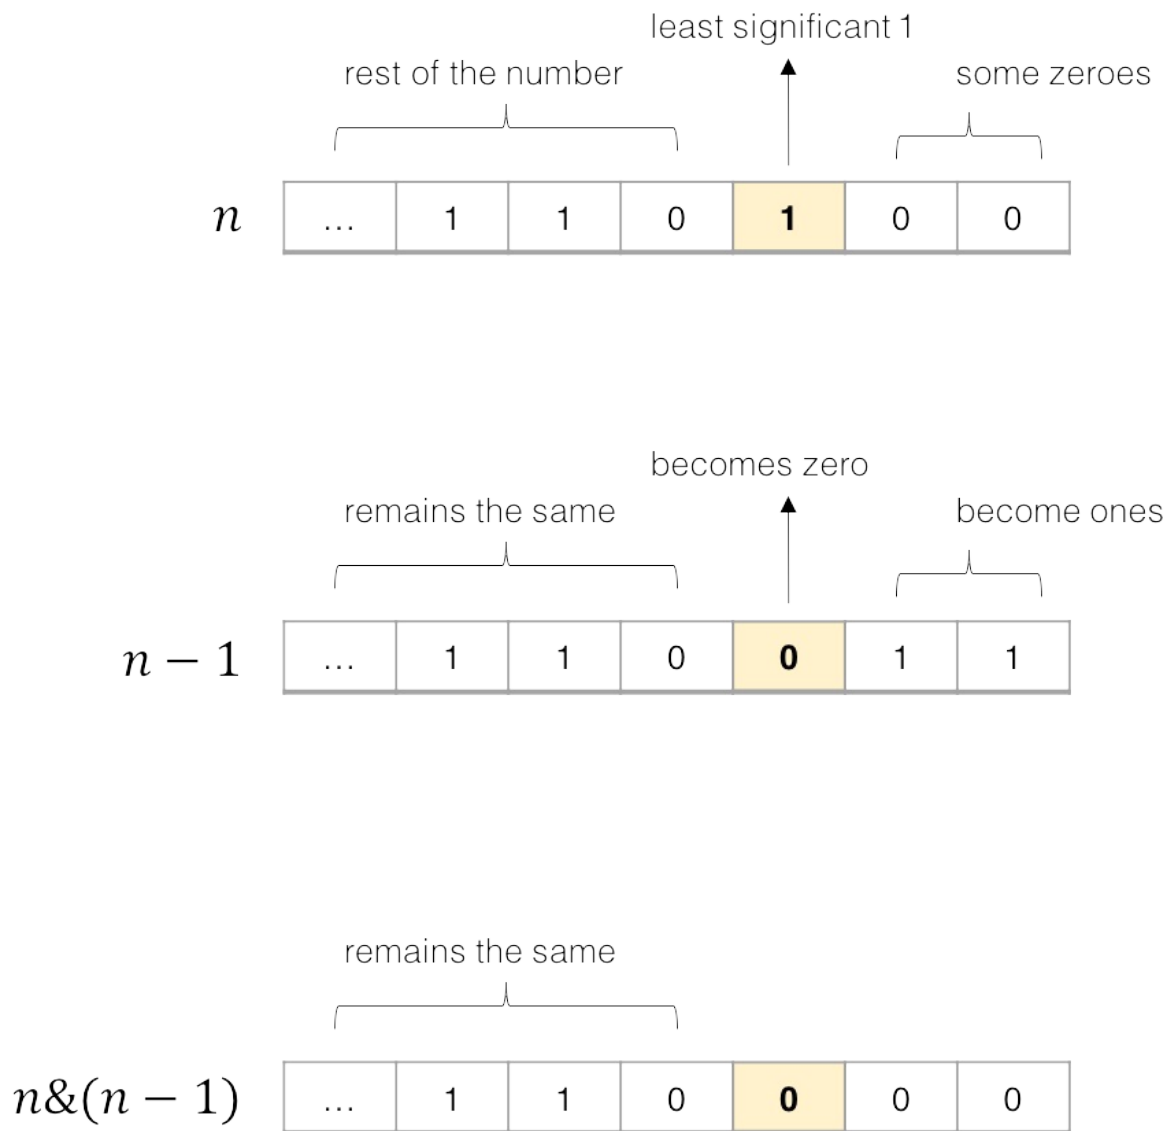 least significant 1
rest of the number
some zeroes
n ... 1 1 0 1 0 0
becomes zero
remains the same
become ones
n − 1 ... 1 1 0 0 1 1
remains the same
n&(n − 1) ... 1 1 0 0 0 0